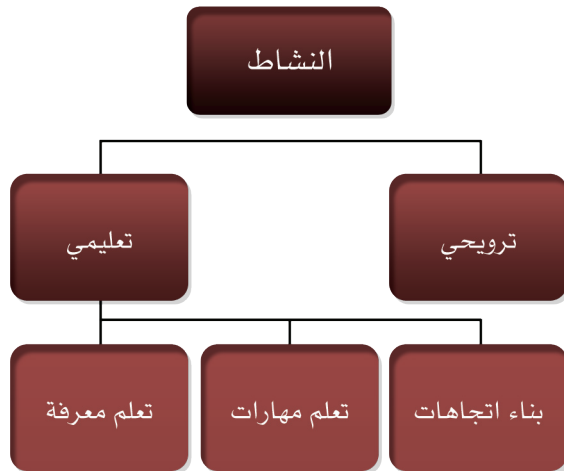 النشاط
ترويحي
تعليمي
بناء اتجاهات
تعلم مهارات
تعلم معرفة